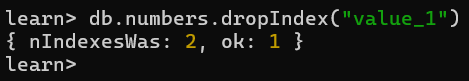 learn> db.numbers.dropIndex("value_1")
{ nIndexesWas: 2, ok: 1 }
learn>